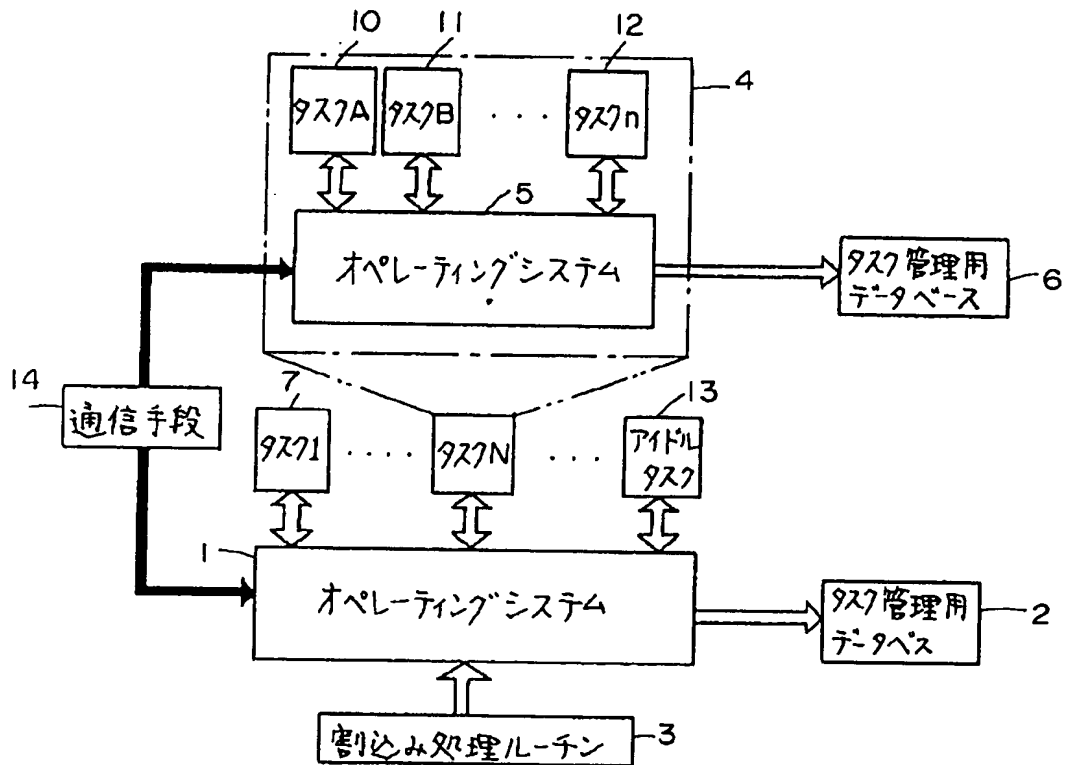 10
11
12
4
タスクA
タスクB
・・・・
タスクn
5
オペレーティングシステム
タスク管理用
データベース
6
14
通信手段
7
13
タスク1
・・・・
タスクN
・・・
アイドル
タスク
1
オペレーティングシステム
タスク管理用
データベス
2
割込み処理ルーチン
3